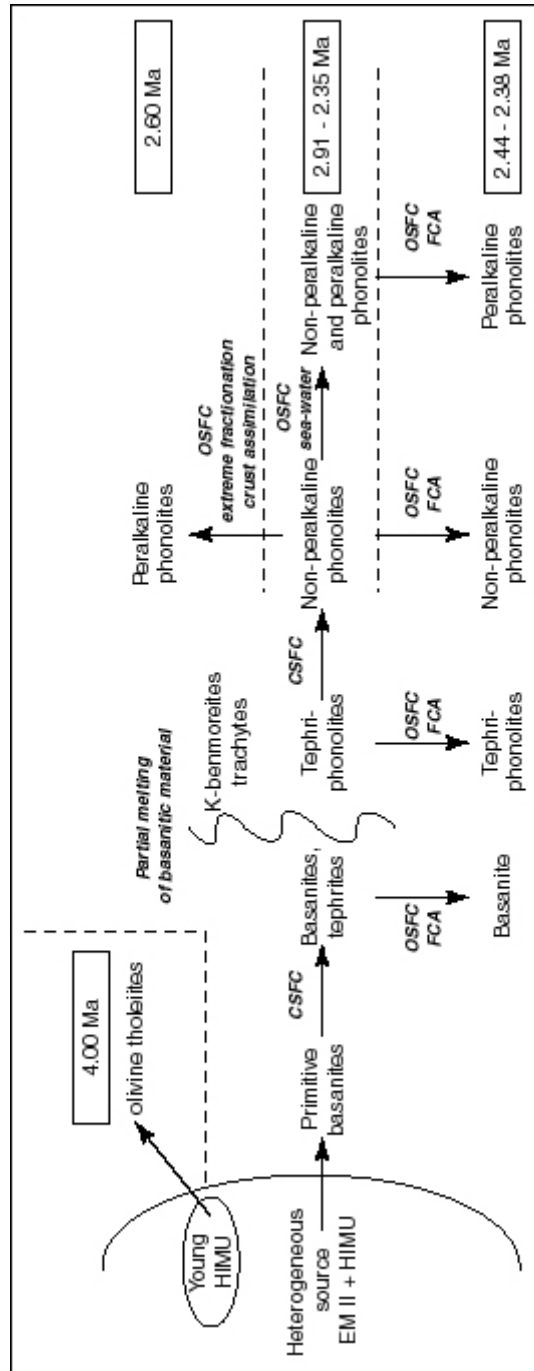 4.00 Ma
olivine tholeiites
Young
HIMU
Heterogeneous
source
EM II + HIMU
Primitive
basanites
CSFC
Basanites,
tephrites
OSFC
FCA
Basanite
Partial melting
of basanitic material
K-benmoreites
trachytes
Tephri-
phonolites
OSFC
FCA
Tephri-
phonolites
CSFC
Peralkaline
phonolites
OSFC
extreme fractionation
crust assimilation
Non-peralkaline
phonolites
OSFC
FCA
Non-peralkaline
phonolites
OSFC
sea-water
Non-peralkaline
and peralkaline
phonolites
OSFC
FCA
Peralkaline
phonolites
2.60 Ma
2.91 - 2.35 Ma
2.44 - 2.38 Ma